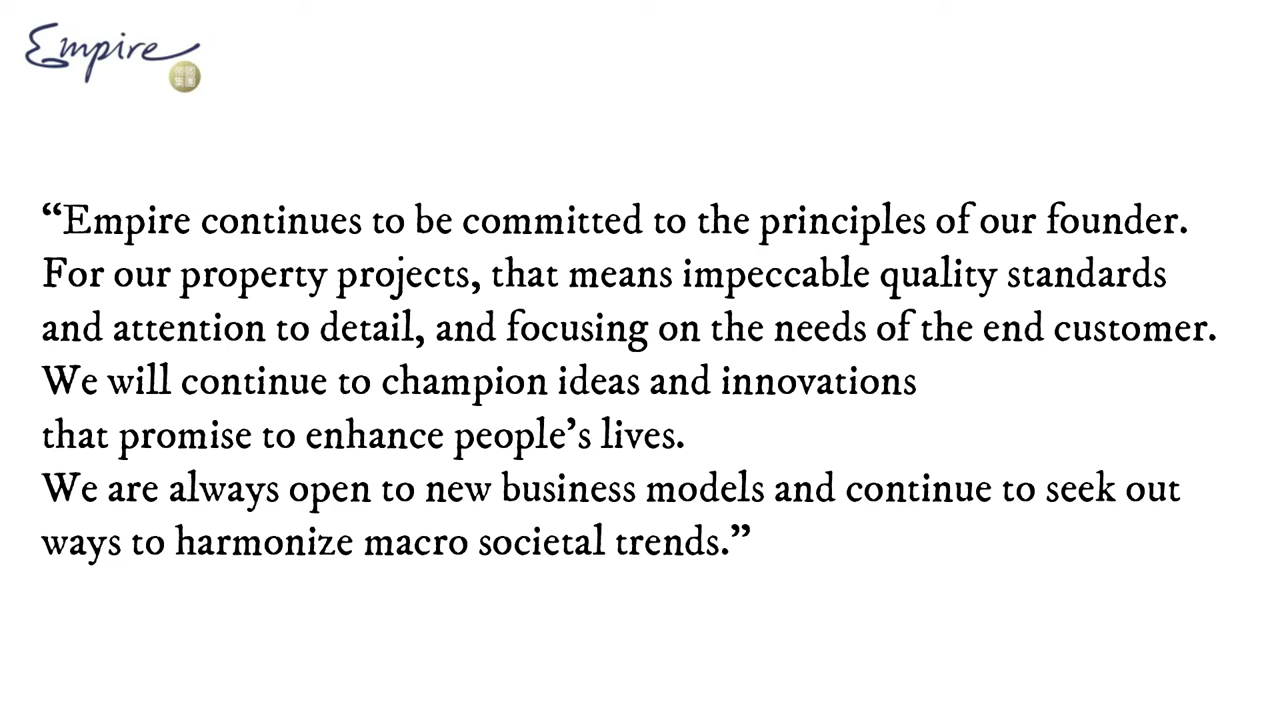 Empire
“Empire continues to be committed to the principles of our founder.
For our property projects, that means impeccable quality standards
and attention to detail, and focusing on the needs of the end customer.
We will continue to champion ideas and innovations
that promise to enhance people’s lives.
We are always open to new business models and continue to seek out
ways to harmonize macro societal trends.”